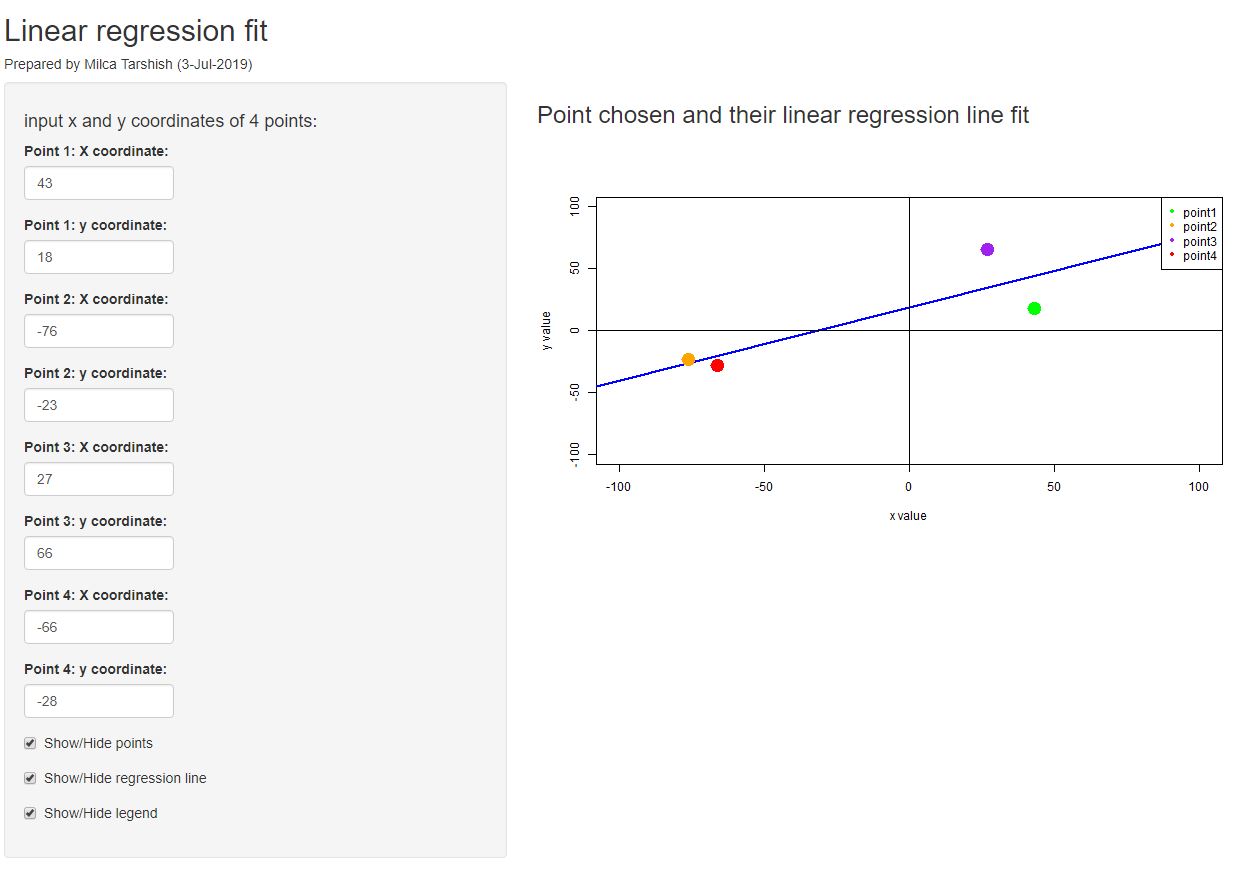 Linear regression fit
Prepared by Milca Tarshish (3-Jul-2019)
input x and y coordinates of 4 points:
Point 1: X coordinate:
43
Point 1: y coordinate:
18
Point 2: X coordinate:
-76
Point 2: y coordinate:
-23
Point 3: X coordinate:
27
Point 3: y coordinate:
66
Point 4: X coordinate:
-66
Point 4: y coordinate:
-28
Show/Hide points
Show/Hide regression line
Show/Hide legend
Point chosen and their linear regression line fit
point1
point2
point3
point4
y value
100
50
0
-50
-100
-100 -50 0 50 100
x value